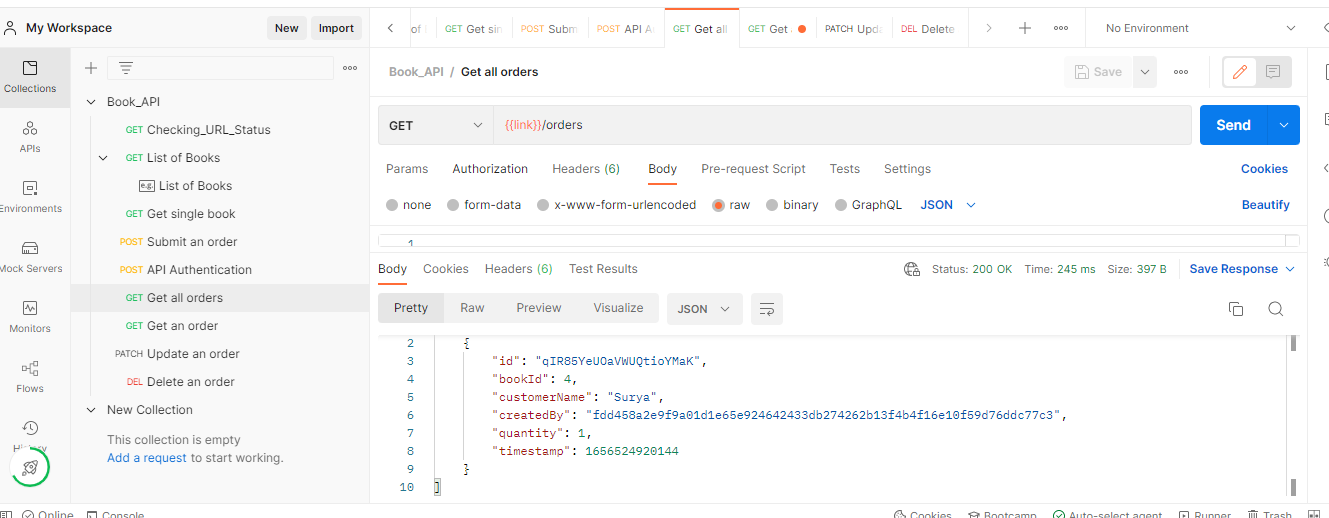 My Workspace New Import
GET Get sin POST Subm POST API A GET Get all GET Get PATCH Upd DEL Delete
No Environment
Collections
APIs
Environments
Mock Servers
Monitors
Flows
History
Book_API
GET Checking_URL_Status
GET List of Books
e.g. List of Books
GET Get single book
POST Submit an order
POST API Authentication
GET Get all orders
GET Get an order
PATCH Update an order
DEL Delete an order
New Collection
This collection is empty
Add a request to start working.
Book_API / Get all orders Save
GET {{link}}/orders Send
Params Authorization Headers (6) Body Pre-request Script Tests Settings Cookies
none form-data x-www-form-urlencoded raw binary GraphQL JSON Beautify
1
Body Cookies Headers (6) Test Results Status: 200 OK Time: 245 ms Size: 397 B Save Response
Pretty Raw Preview Visualize JSON
2 {
3 "id": "qIR85YeUOaVWUQtioYMaK",
4 "bookId": 4,
5 "customerName": "Surya",
6 "createdBy": "fdd458a2e9f9a01d1e65e924642433db274262b13f4b4f16e10f59d76ddc77c3",
7 "quantity": 1,
8 "timestamp": 1656524920144
9 }
10 ]
Online Console Cookies Bootcamp Auto-select agent Runner Trash